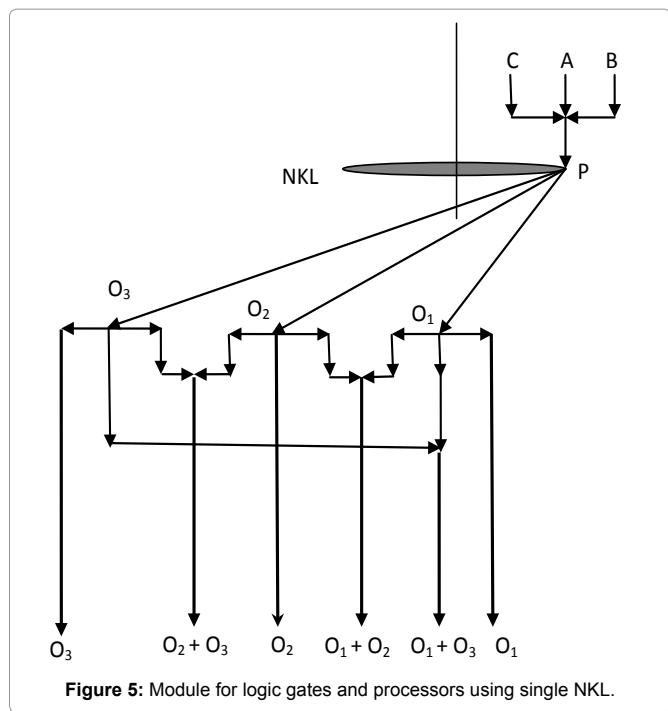 C A B
NKL P
O₃ O₂ O₁
O₃ O₂ + O₃ O₂ O₁ + O₂ O₁ + O₃ O₁
Figure 5: Module for logic gates and processors using single NKL.